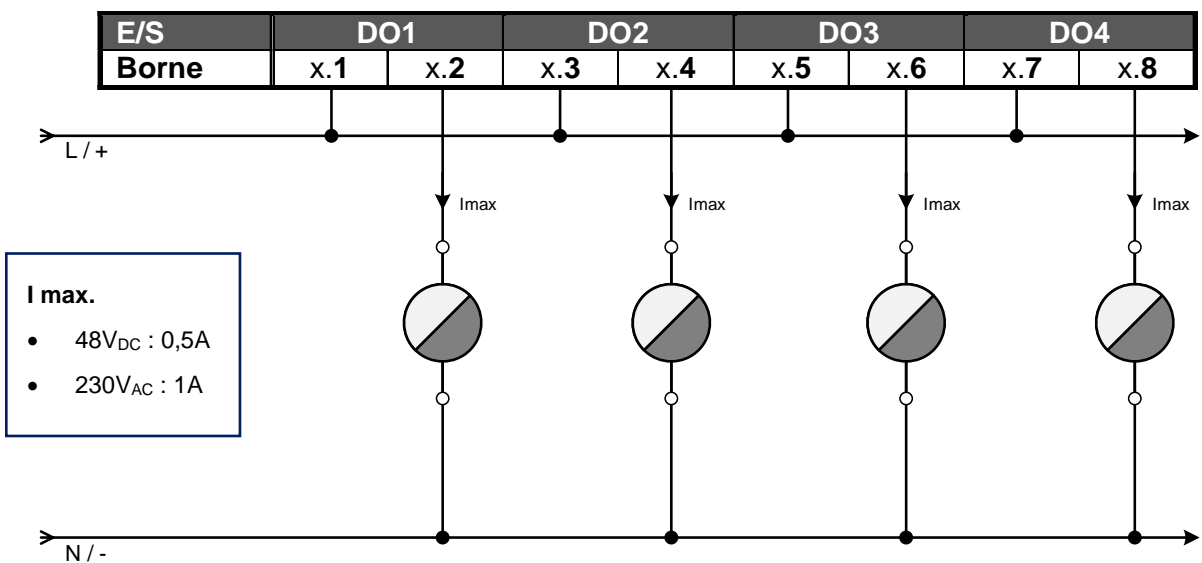 E/S DO1 DO2 DO3 DO4
Borne x.1 x.2 x.3 x.4 x.5 x.6 x.7 x.8
L / +
Imax Imax Imax Imax
I max.
• 48VDC : 0,5A
• 230VAC : 1A
N / -